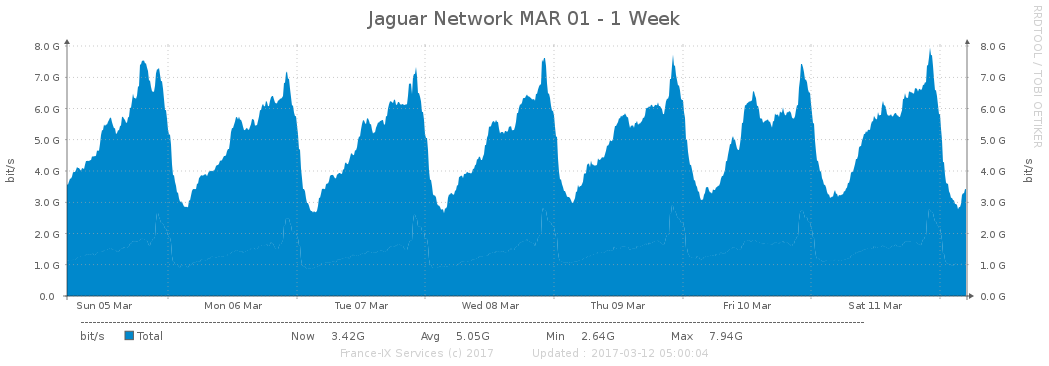 Jaguar Network MAR 01 - 1 Week
RRDTOOL / TOBI OETIKER
8.0 G 8.0 G
7.0 G 7.0 G
6.0 G 6.0 G
5.0 G 5.0 G
4.0 G 4.0 G
3.0 G 3.0 G
2.0 G 2.0 G
1.0 G 1.0 G
0.0 0.0 G
bit/s
bit/s
Sun 05 Mar Mon 06 Mar Tue 07 Mar Wed 08 Mar Thu 09 Mar Fri 10 Mar Sat 11 Mar
bit/s Total Now 3.42G Avg 5.05G Min 2.64G Max 7.94G
France-IX Services (c) 2017 Updated : 2017-03-12 05:00:04